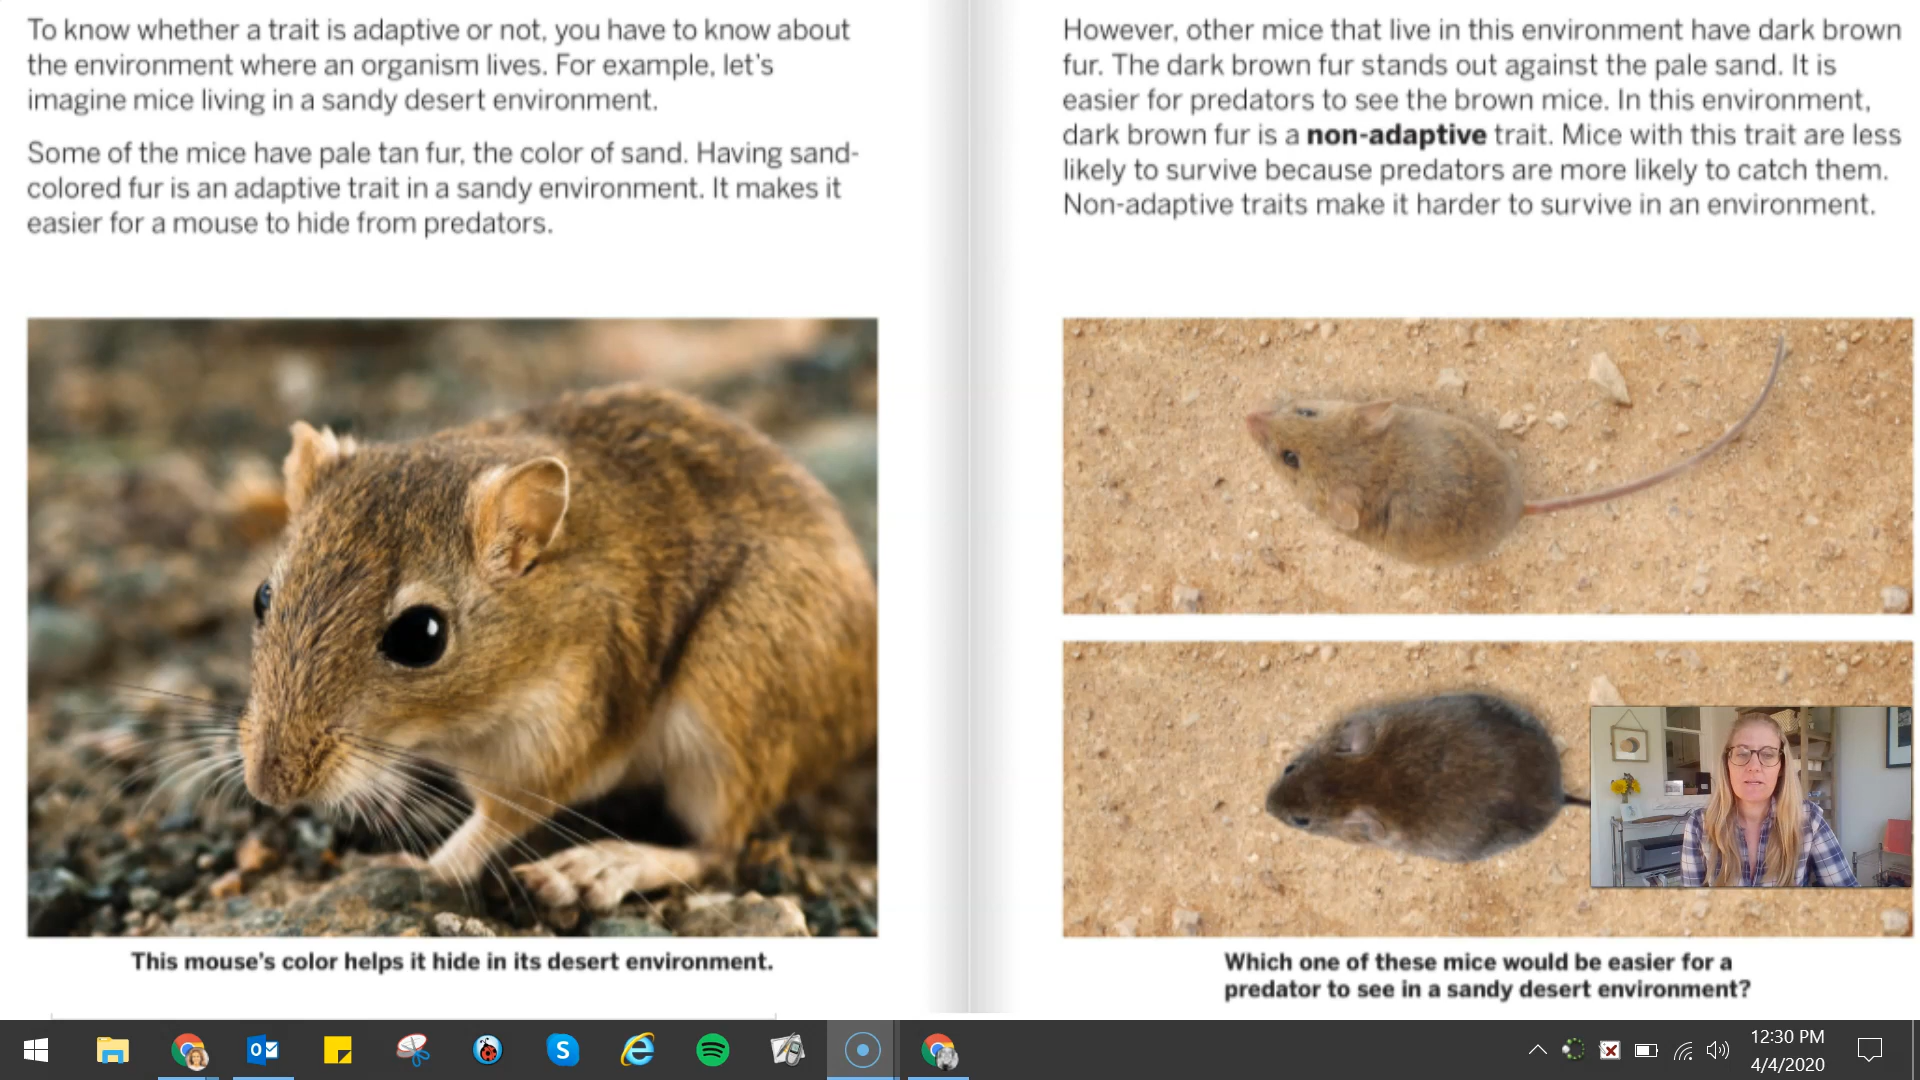 To know whether a trait is adaptive or not, you have to know about
the environment where an organism lives. For example, let's
imagine mice living in a sandy desert environment.
Some of the mice have pale tan fur, the color of sand. Having sand-
colored fur is an adaptive trait in a sandy environment. It makes it
easier for a mouse to hide from predators.
This mouse's color helps it hide in its desert environment.
However, other mice that live in this environment have dark brown
fur. The dark brown fur stands out against the pale sand. It is
easier for predators to see the brown mice. In this environment,
dark brown fur is a non-adaptive trait. Mice with this trait are less
likely to survive because predators are more likely to catch them.
Non-adaptive traits make it harder to survive in an environment.
Which one of these mice would be easier for a
predator to see in a sandy desert environment?
12:30 PM
4/4/2020